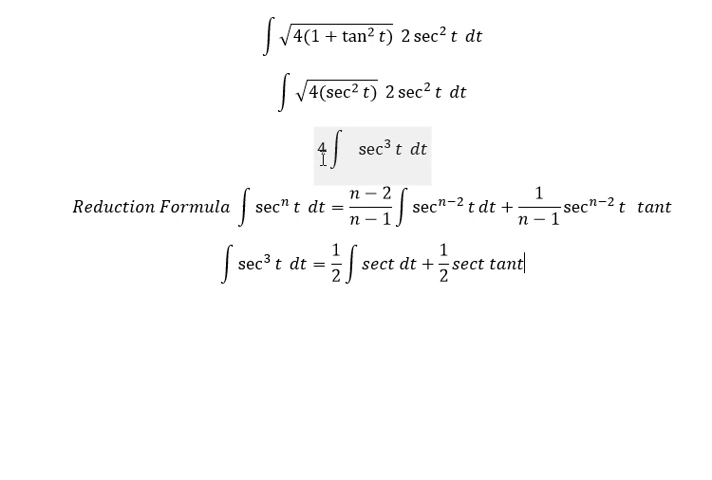 ∫ √4(1 + tan² t) 2 sec² t dt
∫ √4(sec² t) 2 sec² t dt
4 ∫ sec³ t dt
Reduction Formula ∫ secⁿ t dt = n − 2 / n − 1 ∫ secⁿ⁻² t dt + 1 / n − 1 secⁿ⁻² t tant
∫ sec³ t dt = 1/2 ∫ sect dt + 1/2 sect tant